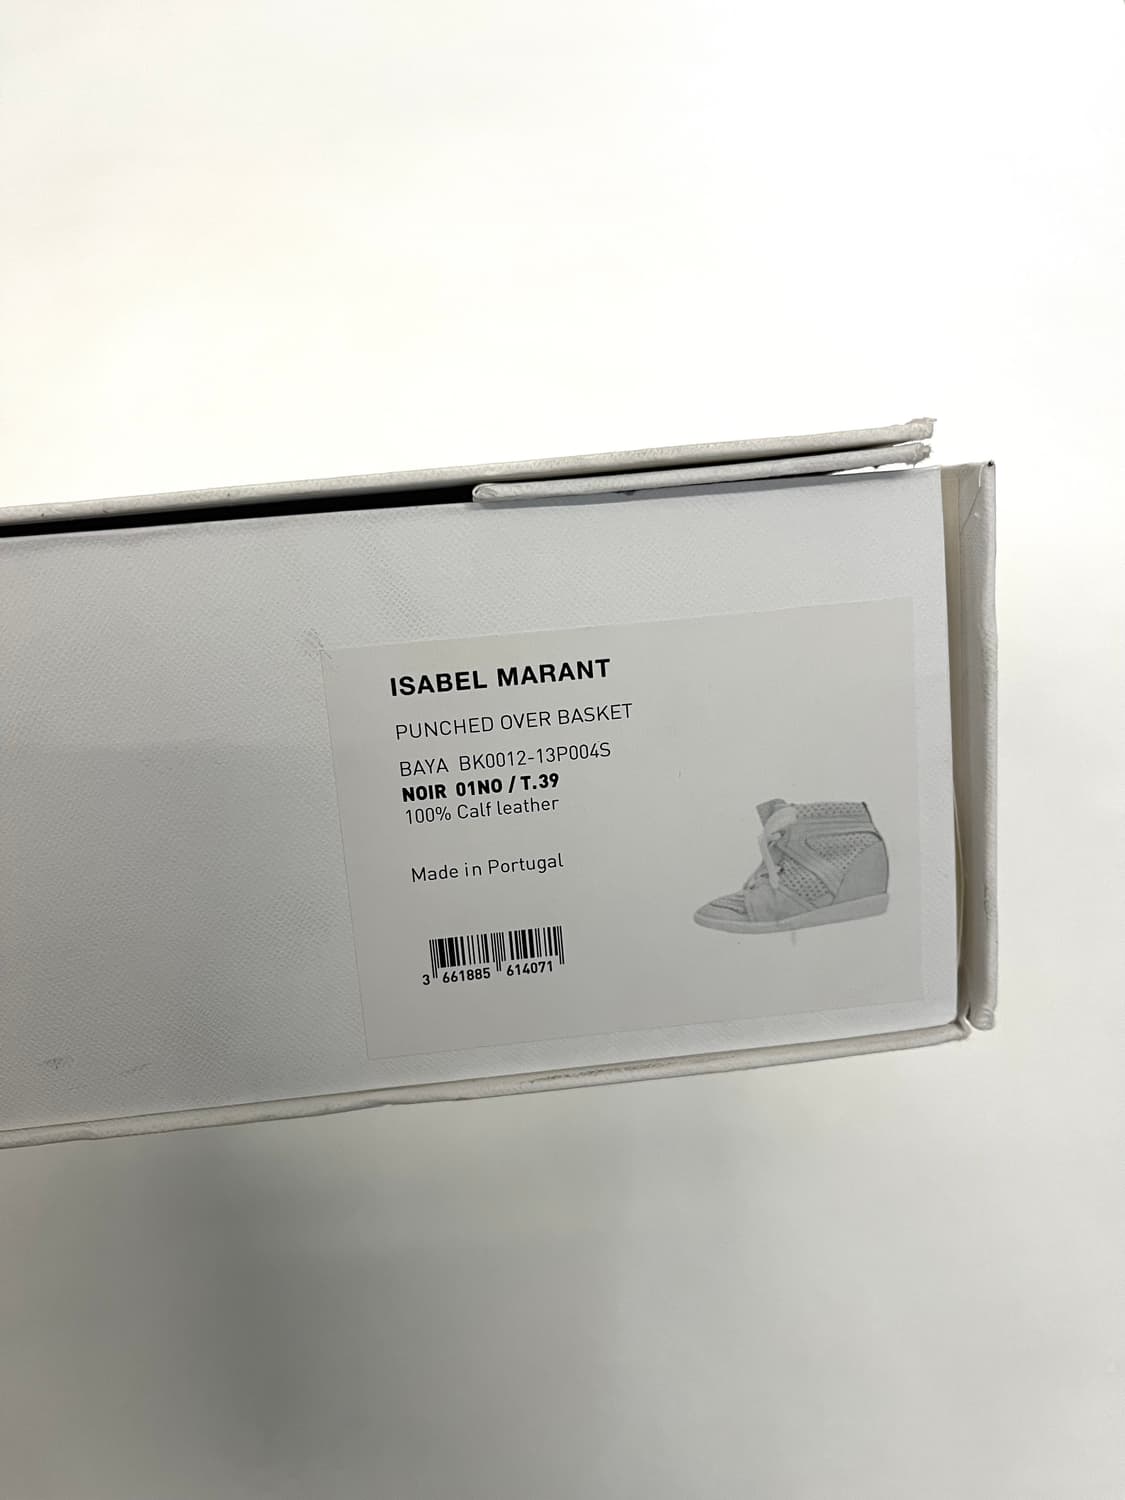 ISABEL MARANT
PUNCHED OVER BASKET
BAYA BK0012-13P004S
NOIR 01NO / T.39
100% Calf leather
Made in Portugal
3 661885 614071